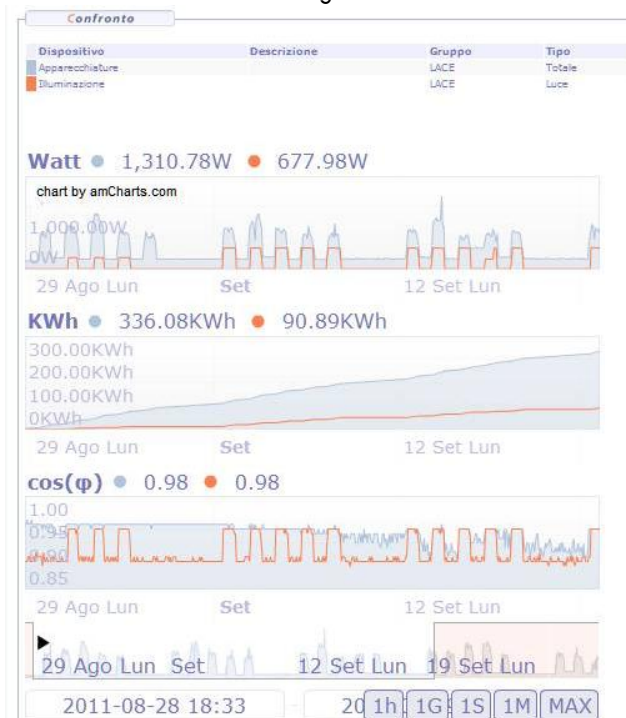 Confronto
Dispositivo Descrizione Gruppo Tipo
Apparecchiature LACE Totale
Illuminazione LACE Luce
Watt 1,310.78W 677.98W
chart by amCharts.com
1,000.00W
0W
29 Ago Lun Set 12 Set Lun
KWh 336.08KWh 90.89KWh
300.00KWh
200.00KWh
100.00KWh
0KWh
29 Ago Lun Set 12 Set Lun
cos(φ) 0.98 0.98
1.00
0.95
0.90
0.85
29 Ago Lun Set 12 Set Lun
29 Ago Lun Set 12 Set Lun 19 Set Lun
2011-08-28 18:33 - 20 1h 1G 1S 1M MAX